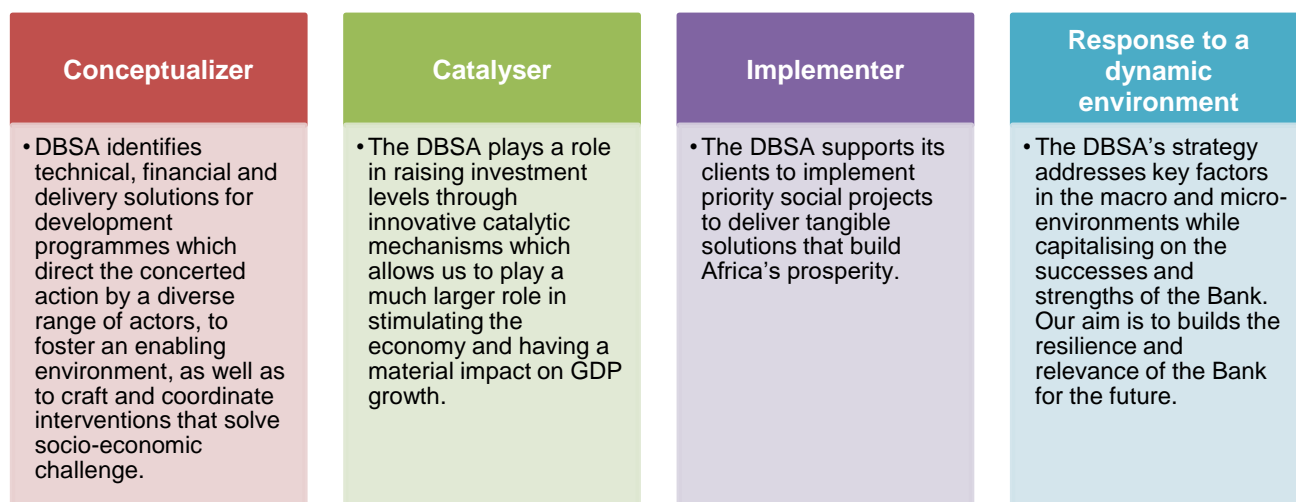 Conceptualizer
• DBSA identifies
technical, financial and
delivery solutions for
development
programmes which
direct the concerted
action by a diverse
range of actors, to
foster an enabling
environment, as well as
to craft and coordinate
interventions that solve
socio-economic
challenge.
Catalyser
• The DBSA plays a role
in raising investment
levels through
innovative catalytic
mechanisms which
allows us to play a
much larger role in
stimulating the
economy and having a
material impact on GDP
growth.
Implementer
• The DBSA supports its
clients to implement
priority social projects
to deliver tangible
solutions that build
Africa's prosperity.
Response to a
dynamic
environment
• The DBSA's strategy
addresses key factors
in the macro and micro-
environments while
capitalising on the
successes and
strengths of the Bank.
Our aim is to builds the
resilience and
relevance of the Bank
for the future.